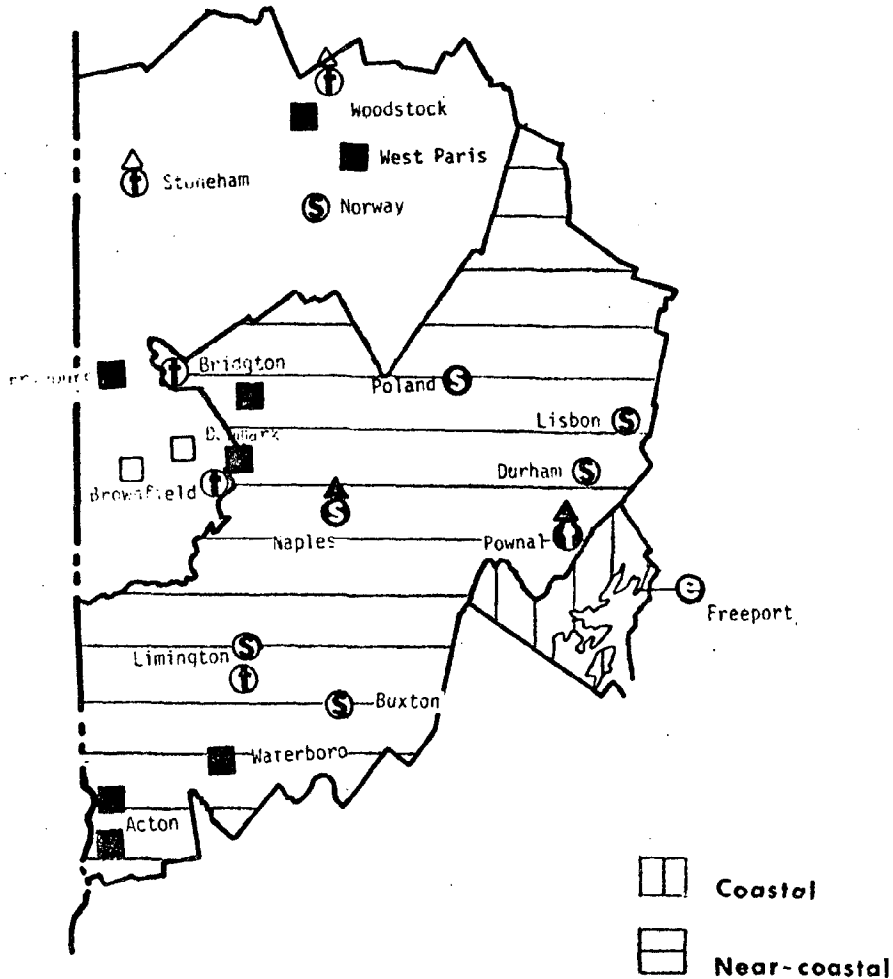 f
Woodstock
West Paris
f
Stoneham
S
Norway
f
Bridgton
Poland
S
Lisbon
S
Durham
S
f
S
Naples
Pownal
f
e
Freeport
Limington
S
f
S
Buxton
Waterboro
Acton
Coastal
Near-coastal